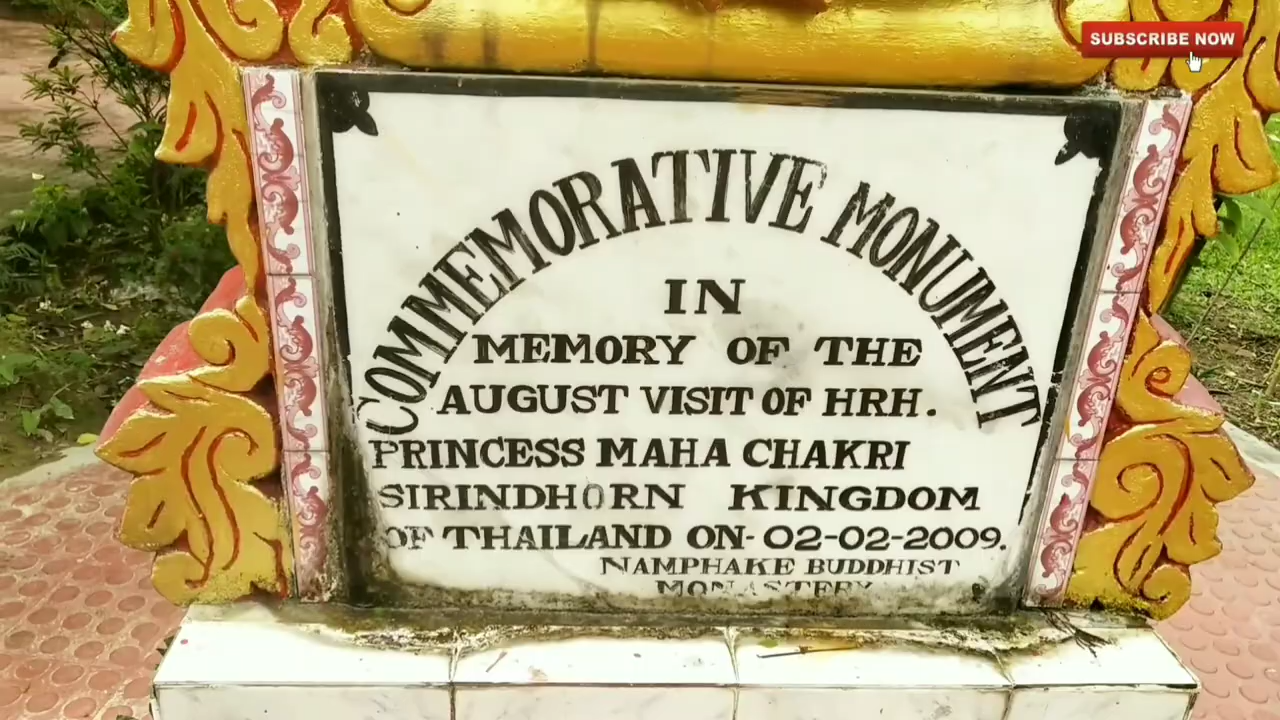 SUBSCRIBE NOW
COMMEMORATIVE MONUMENT
IN
MEMORY OF THE
AUGUST VISIT OF HRH.
PRINCESS MAHA CHAKRI
SIRINDHORN KINGDOM
OF THAILAND ON- 02-02-2009.
NAMPHAKE BUDDHIST
MONASTERY